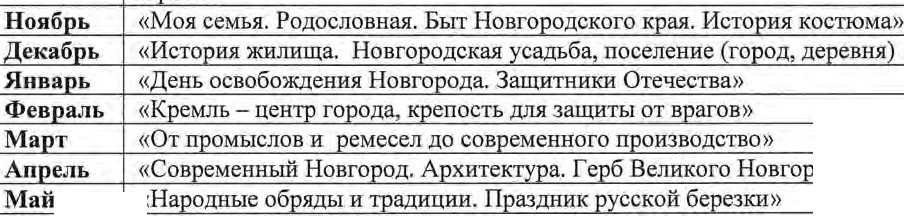 Ноябрь «Моя семья. Родословная. Быт Новгородского края. История костюма»
Декабрь «История жилища. Новгородская усадьба, поселение (город, деревня)
Январь «День освобождения Новгорода. Защитники Отечества»
Февраль «Кремль – центр города, крепость для защиты от врагов»
Март «От промыслов и ремесел до современного производство»
Апрель «Современный Новгород. Архитектура. Герб Великого Новгор
Май «Народные обряды и традиции. Праздник русской березки»